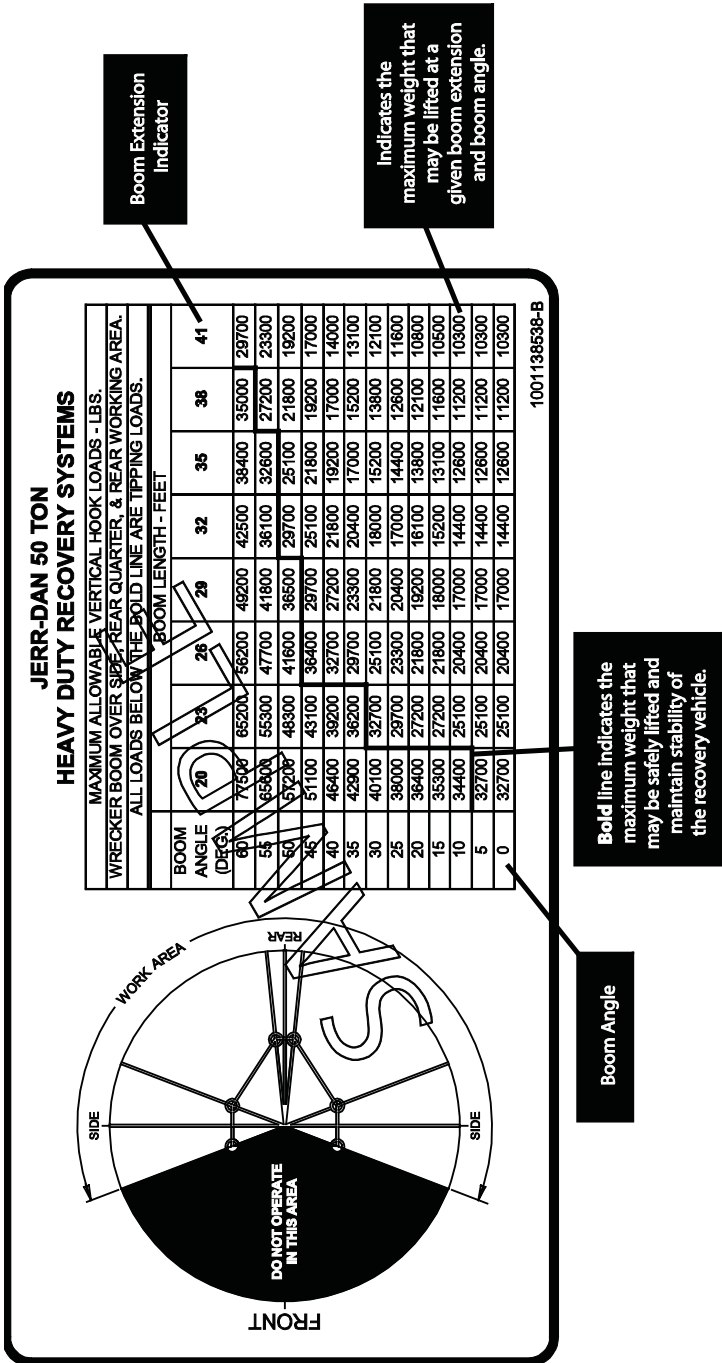 JERR-DAN 50 TON
HEAVY DUTY RECOVERY SYSTEMS
MAXIMUM ALLOWABLE VERTICAL HOOK LOADS - LBS.
WRECKER BOOM OVER SIDE, REAR QUARTER, & REAR WORKING AREA.
ALL LOADS BELOW THE BOLD LINE ARE TIPPING LOADS.
BOOM ANGLE (DEG.)
BOOM LENGTH - FEET
20 23 26 29 32 35 38 41
60 77500 65200 56200 49200 42500 38400 35000 29700
55 65600 55300 47700 41800 36100 32600 27200 23300
50 57200 48300 41600 36500 29700 25100 21800 19200
45 51100 43100 36400 29700 25100 21800 19200 17000
40 46400 39200 32700 27200 21800 19200 17000 14000
35 42900 36200 29700 23300 20400 17000 15200 13100
30 40100 32700 25100 21800 18000 15200 13800 12100
25 38000 29700 23300 20400 17000 14400 12600 11600
20 36400 27200 21800 19200 16100 13800 12100 10800
15 35300 27200 21800 18000 15200 13100 11600 10500
10 34400 25100 20400 17000 14400 12600 11200 10300
5 32700 25100 20400 17000 14400 12600 11200 10300
0 32700 25100 20400 17000 14400 12600 11200 10300
1001138538-B
SAMPLE
WORK AREA
SIDE
REAR
SIDE
DO NOT OPERATE
IN THIS AREA
FRONT
Boom Extension
Indicator
Indicates the
maximum weight that
may be lifted at a
given boom extension
and boom angle.
Bold line indicates the
maximum weight that
may be safely lifted and
maintain stability of
the recovery vehicle.
Boom Angle